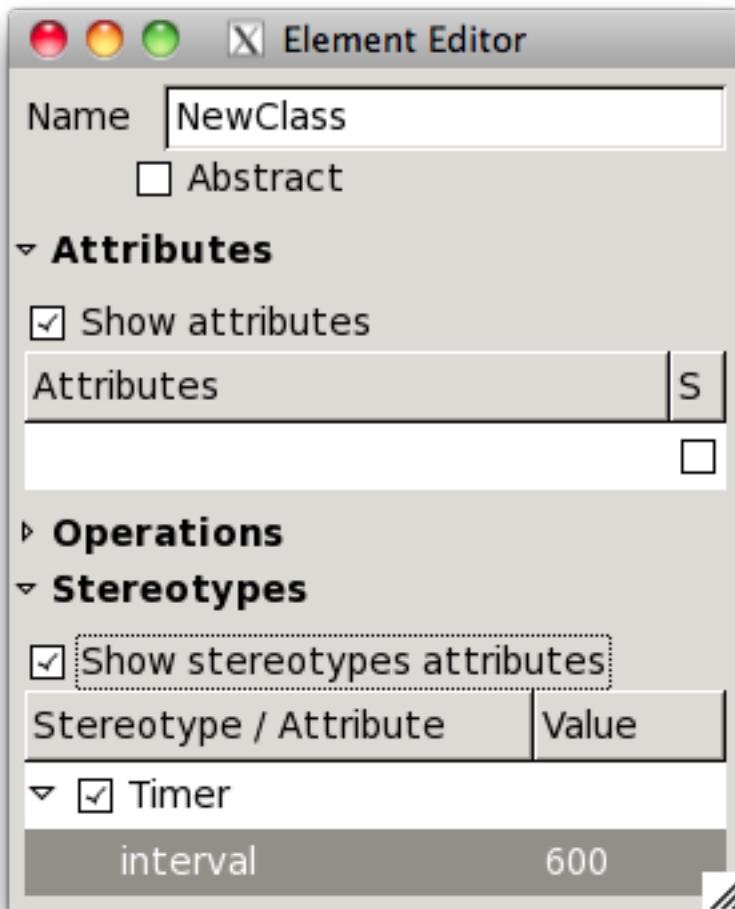 Element Editor
Name NewClass
Abstract
Attributes
Show attributes
Attributes S
Operations
Stereotypes
Show stereotypes attributes
Stereotype / Attribute Value
Timer
interval 600